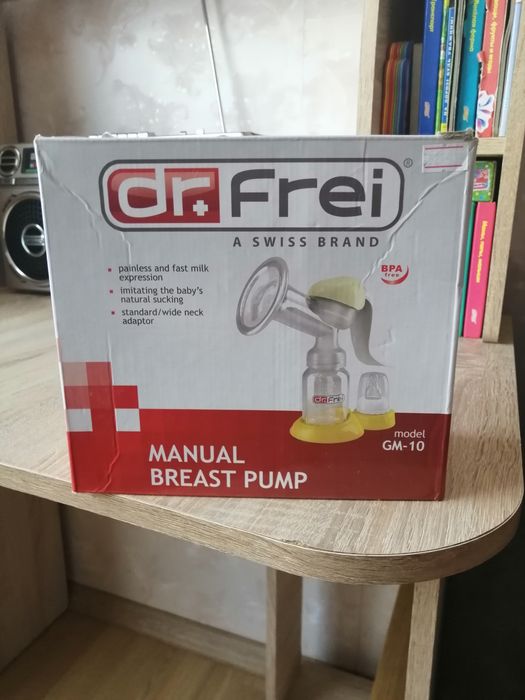 dr.Frei®
A SWISS BRAND
painless and fast milk
expression
imitating the baby's
natural sucking
standard/wide neck
adaptor
BPA
free
dr.Frei
model
GM-10
MANUAL
BREAST PUMP